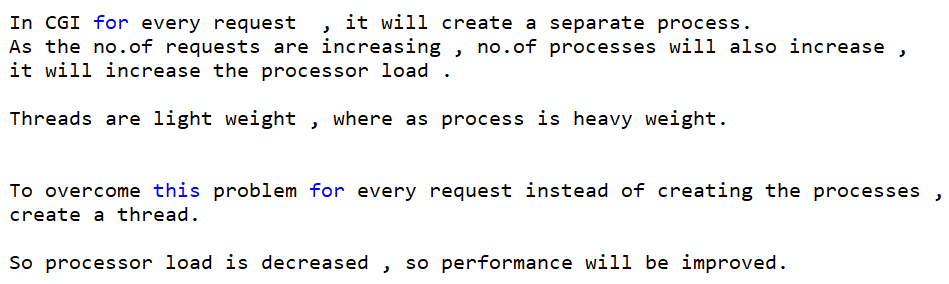 In CGI for every request  , it will create a separate process.
As the no.of requests are increasing , no.of processes will also increase ,
it will increase the processor load .
Threads are light weight , where as process is heavy weight.
To overcome this problem for every request instead of creating the processes ,
create a thread.
So processor load is decreased , so performance will be improved.